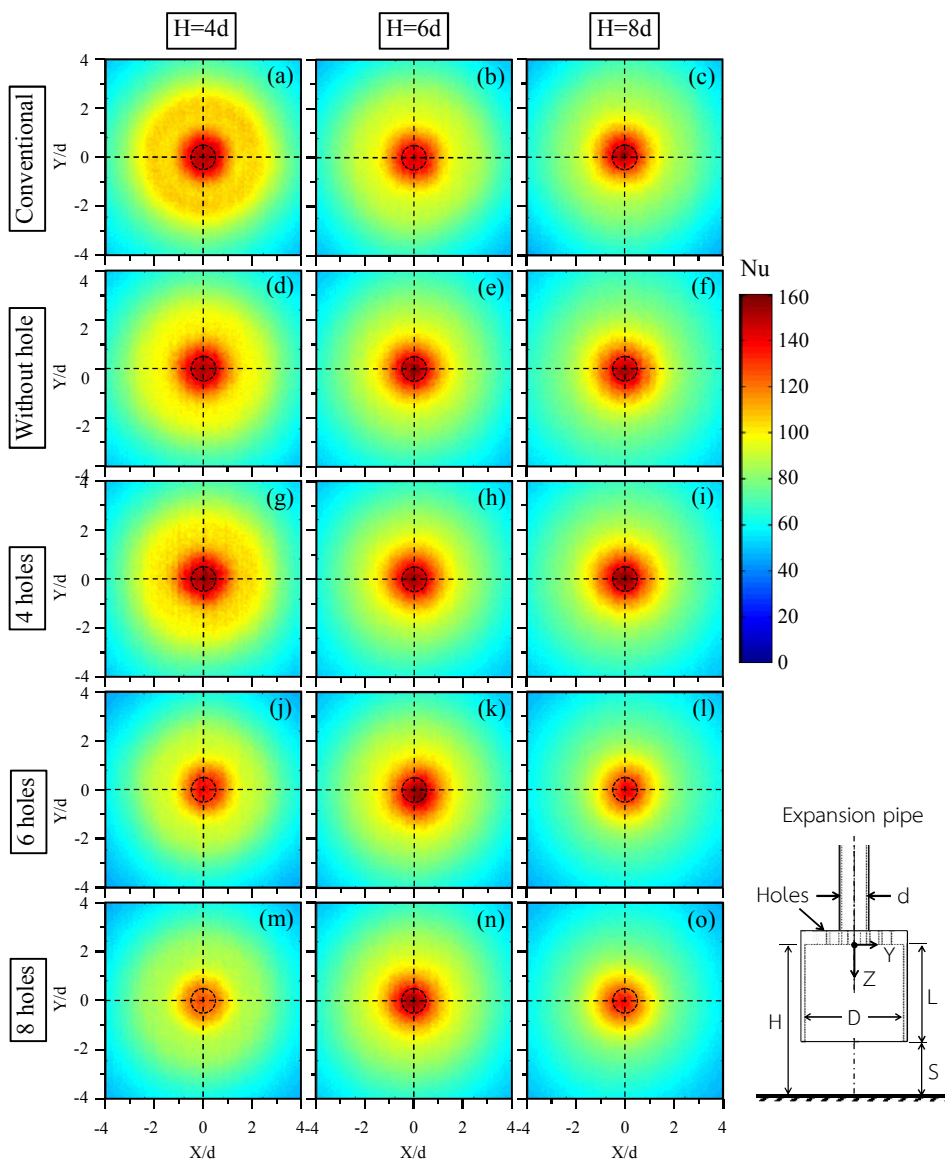 H=4d
H=6d
H=8d
Conventional
Y/d
4
2
0
-2
-4
(a)
(b)
(c)
Without hole
Y/d
4
2
0
-2
-4
(d)
(e)
(f)
4 holes
Y/d
4
2
0
-2
-4
(g)
(h)
(i)
6 holes
Y/d
4
2
0
-2
-4
(j)
(k)
(l)
8 holes
Y/d
4
2
0
-2
-4
(m)
(n)
(o)
-4 -2 0 2 4
-4 -2 0 2 4
-4 -2 0 2 4
X/d
X/d
X/d
Nu
160
140
120
100
80
60
40
20
0
Expansion pipe
Holes
d
Y
Z
H
D
L
S